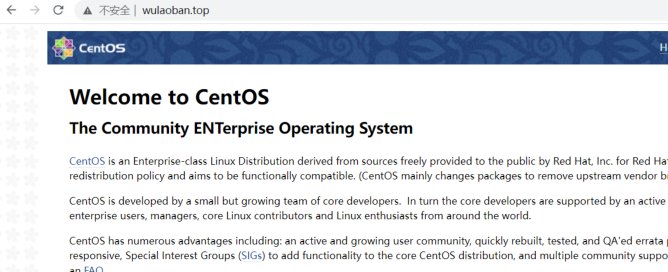 不安全 | wulaoban.top
CentOS
Welcome to CentOS
The Community ENTerprise Operating System
CentOS is an Enterprise-class Linux Distribution derived from sources freely provided to the public by Red Hat, Inc. for Red
redistribution policy and aims to be functionally compatible. (CentOS mainly changes packages to remove upstream vendor
CentOS is developed by a small but growing team of core developers. In turn the core developers are supported by an active
enterprise users, managers, core Linux contributors and Linux enthusiasts from around the world.
CentOS has numerous advantages including: an active and growing user community, quickly rebuilt, tested, and QA'ed errata
responsive, Special Interest Groups (SIGs) to add functionality to the core CentOS distribution, and multiple community
an FAQ